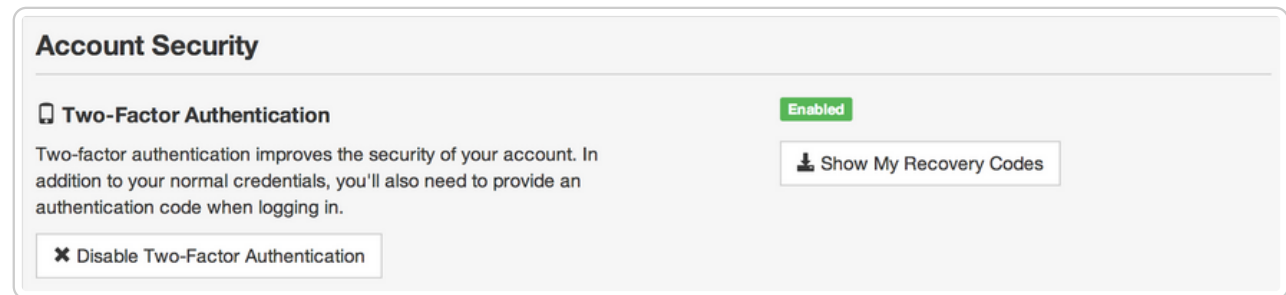 Account Security
Two-Factor Authentication
Enabled
Two-factor authentication improves the security of your account. In
addition to your normal credentials, you'll also need to provide an
authentication code when logging in.
Show My Recovery Codes
Disable Two-Factor Authentication